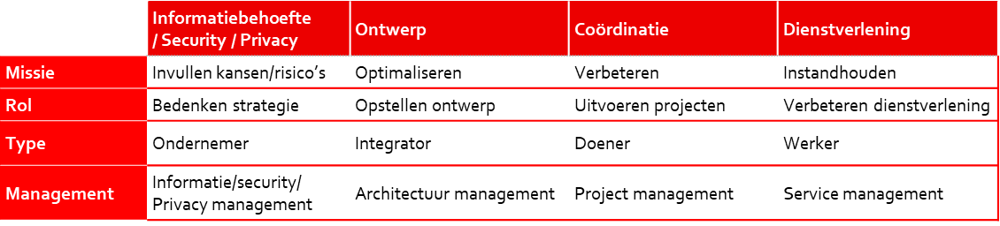 Informatiebehoefte
/ Security / Privacy
Ontwerp
Coördinatie
Dienstverlening
Missie
Invullen kansen/risico’s
Optimaliseren
Verbeteren
Instandhouden
Rol
Bedenken strategie
Opstellen ontwerp
Uitvoeren projecten
Verbeteren dienstverlening
Type
Ondernemer
Integrator
Doener
Werker
Management
Informatie/security/
Privacy management
Architectuur management
Project management
Service management